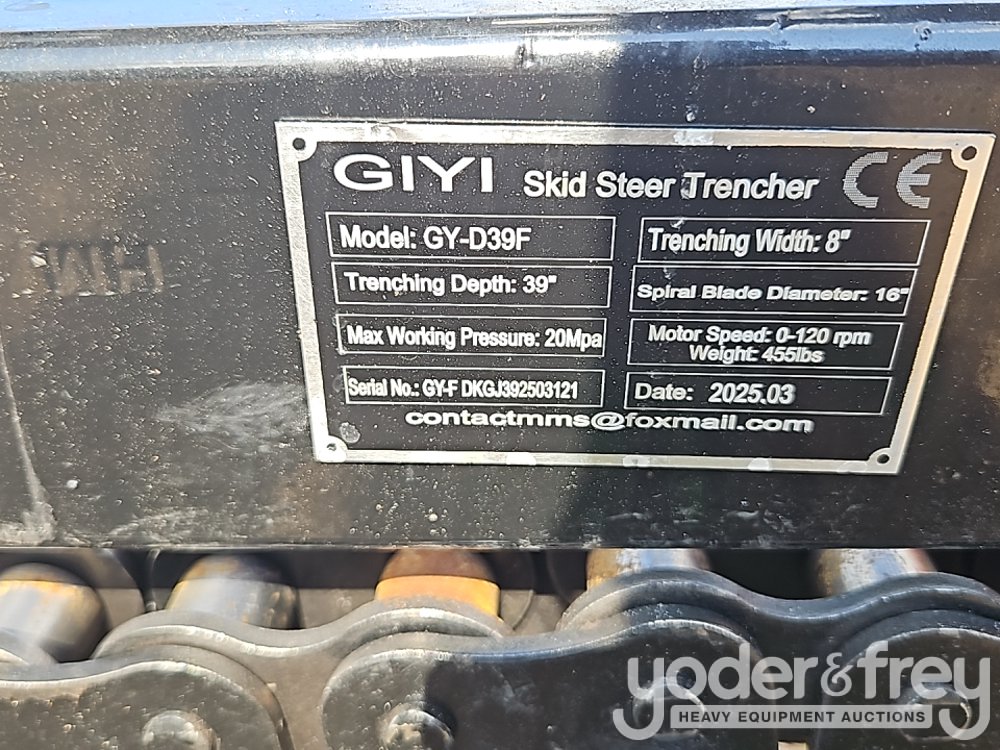 GIYI Skid Steer Trencher CE
Model: GY-D39F
Trenching Width: 8"
Trenching Depth: 39"
Spiral Blade Diameter: 16"
Max Working Pressure: 20Mpa
Motor Speed: 0-120 rpm
Weight: 455lbs
Serial No.: GY-F DKGJ392503121
Date: 2025.03
contactmms@foxmail.com
yoder&frey
HEAVY EQUIPMENT AUCTIONS